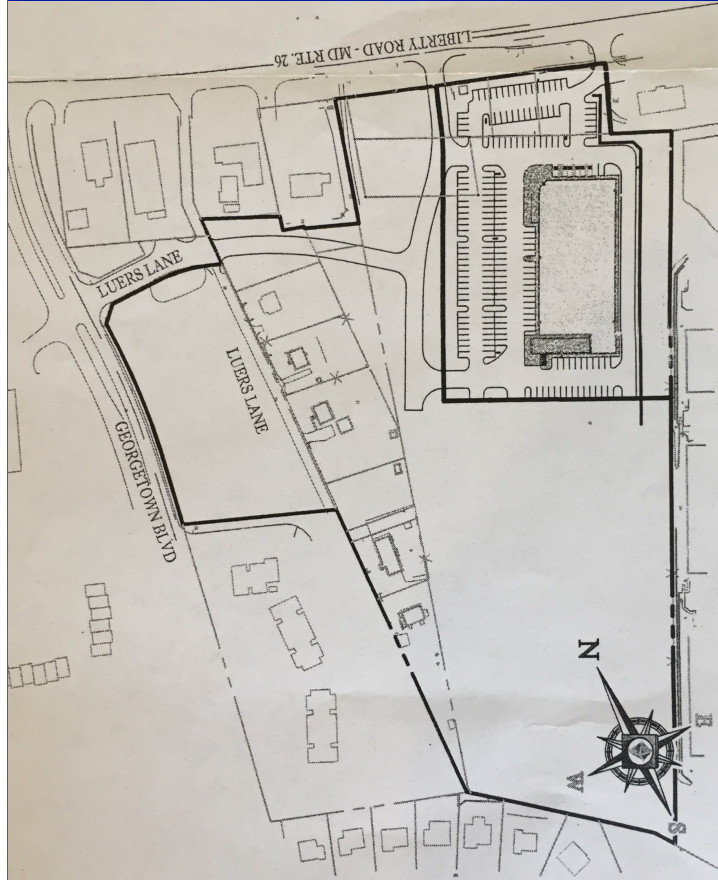 LIBERTY ROAD - MD RTE. 26
LUERS LANE
LUERS LANE
GEORGETOWN BLVD
N
E
W
S